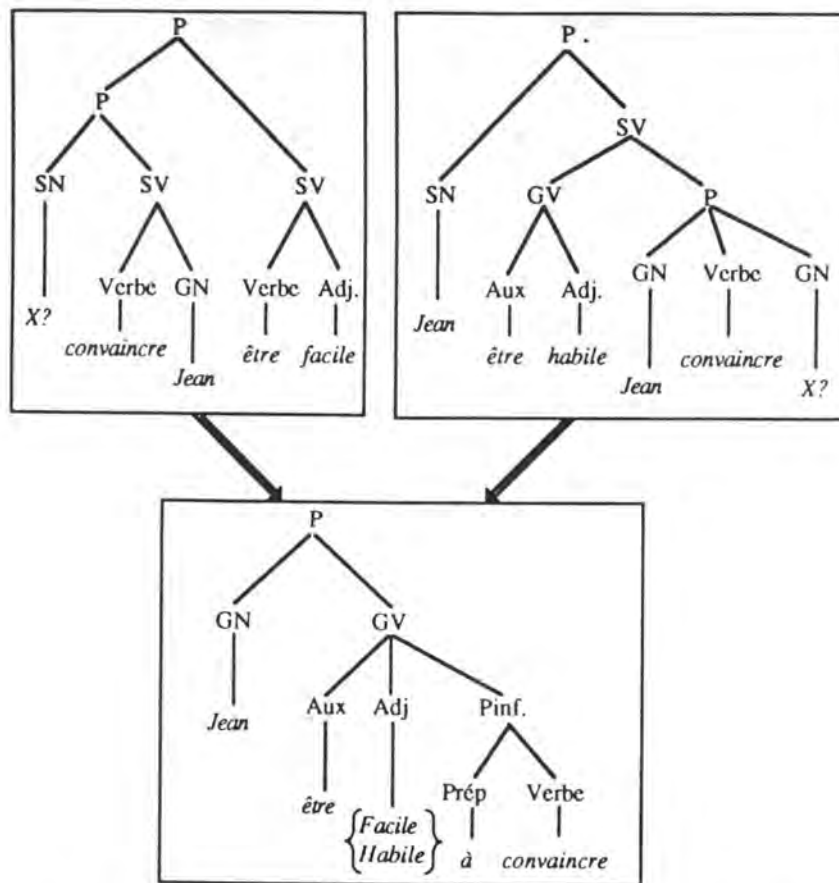 P
P
SN SV SV
Verbe GN Verbe Adj.
X?
convaincre être facile
Jean
P .
SV
SN GV P
Aux Adj. GN Verbe GN
Jean
être habile convaincre
Jean X?
P
GN GV
Jean Aux Adj Pinf.
être Prép Verbe
{Facile
Habile} à convaincre